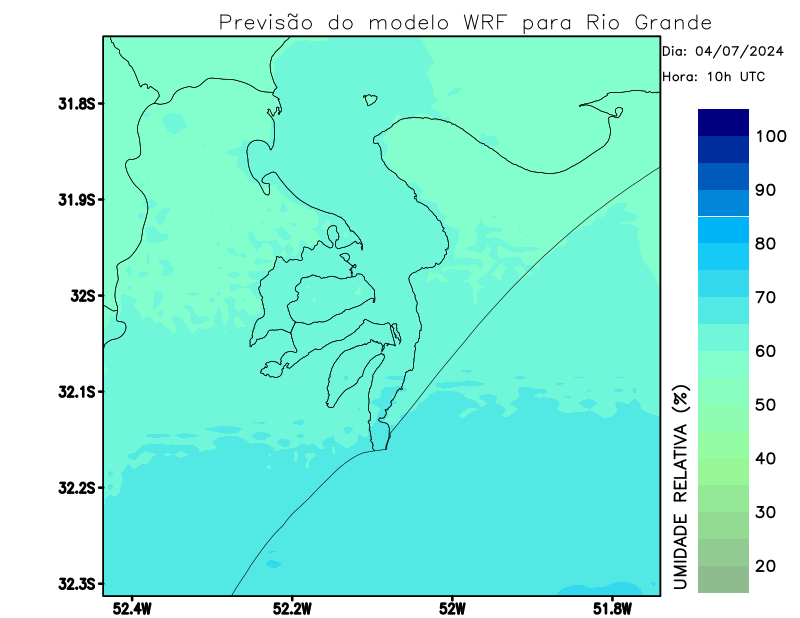 Previsão do modelo WRF para Rio Grande
Dia: 04/07/2024
Hora: 10h UTC
31.8S
31.9S
32S
32.1S
32.2S
32.3S
52.4W
52.2W
52W
51.8W
100
90
80
70
60
50
40
30
20
UMIDADE RELATIVA (%)